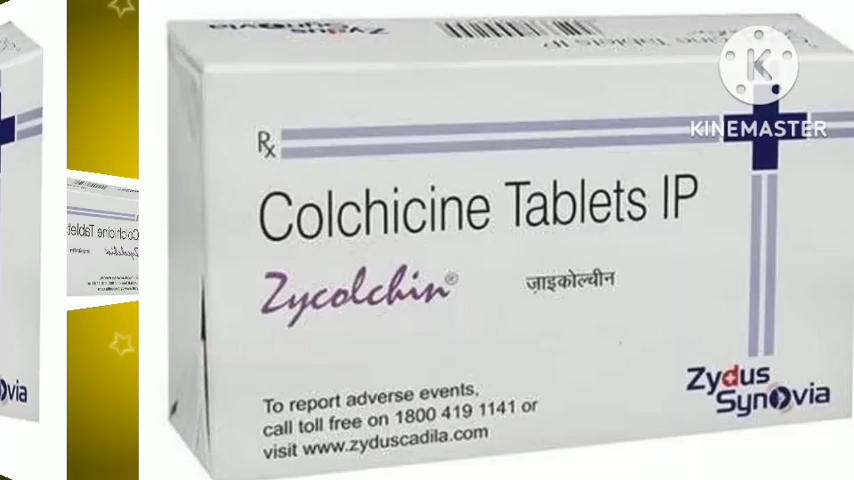 KINEMASTER
Rx
Colchicine Tablets IP
Zycolchin®
ज़ाइकोल्चीन
To report adverse events,
call toll free on 1800 419 1141 or
visit www.zyduscadila.com
Zydus
Synovia